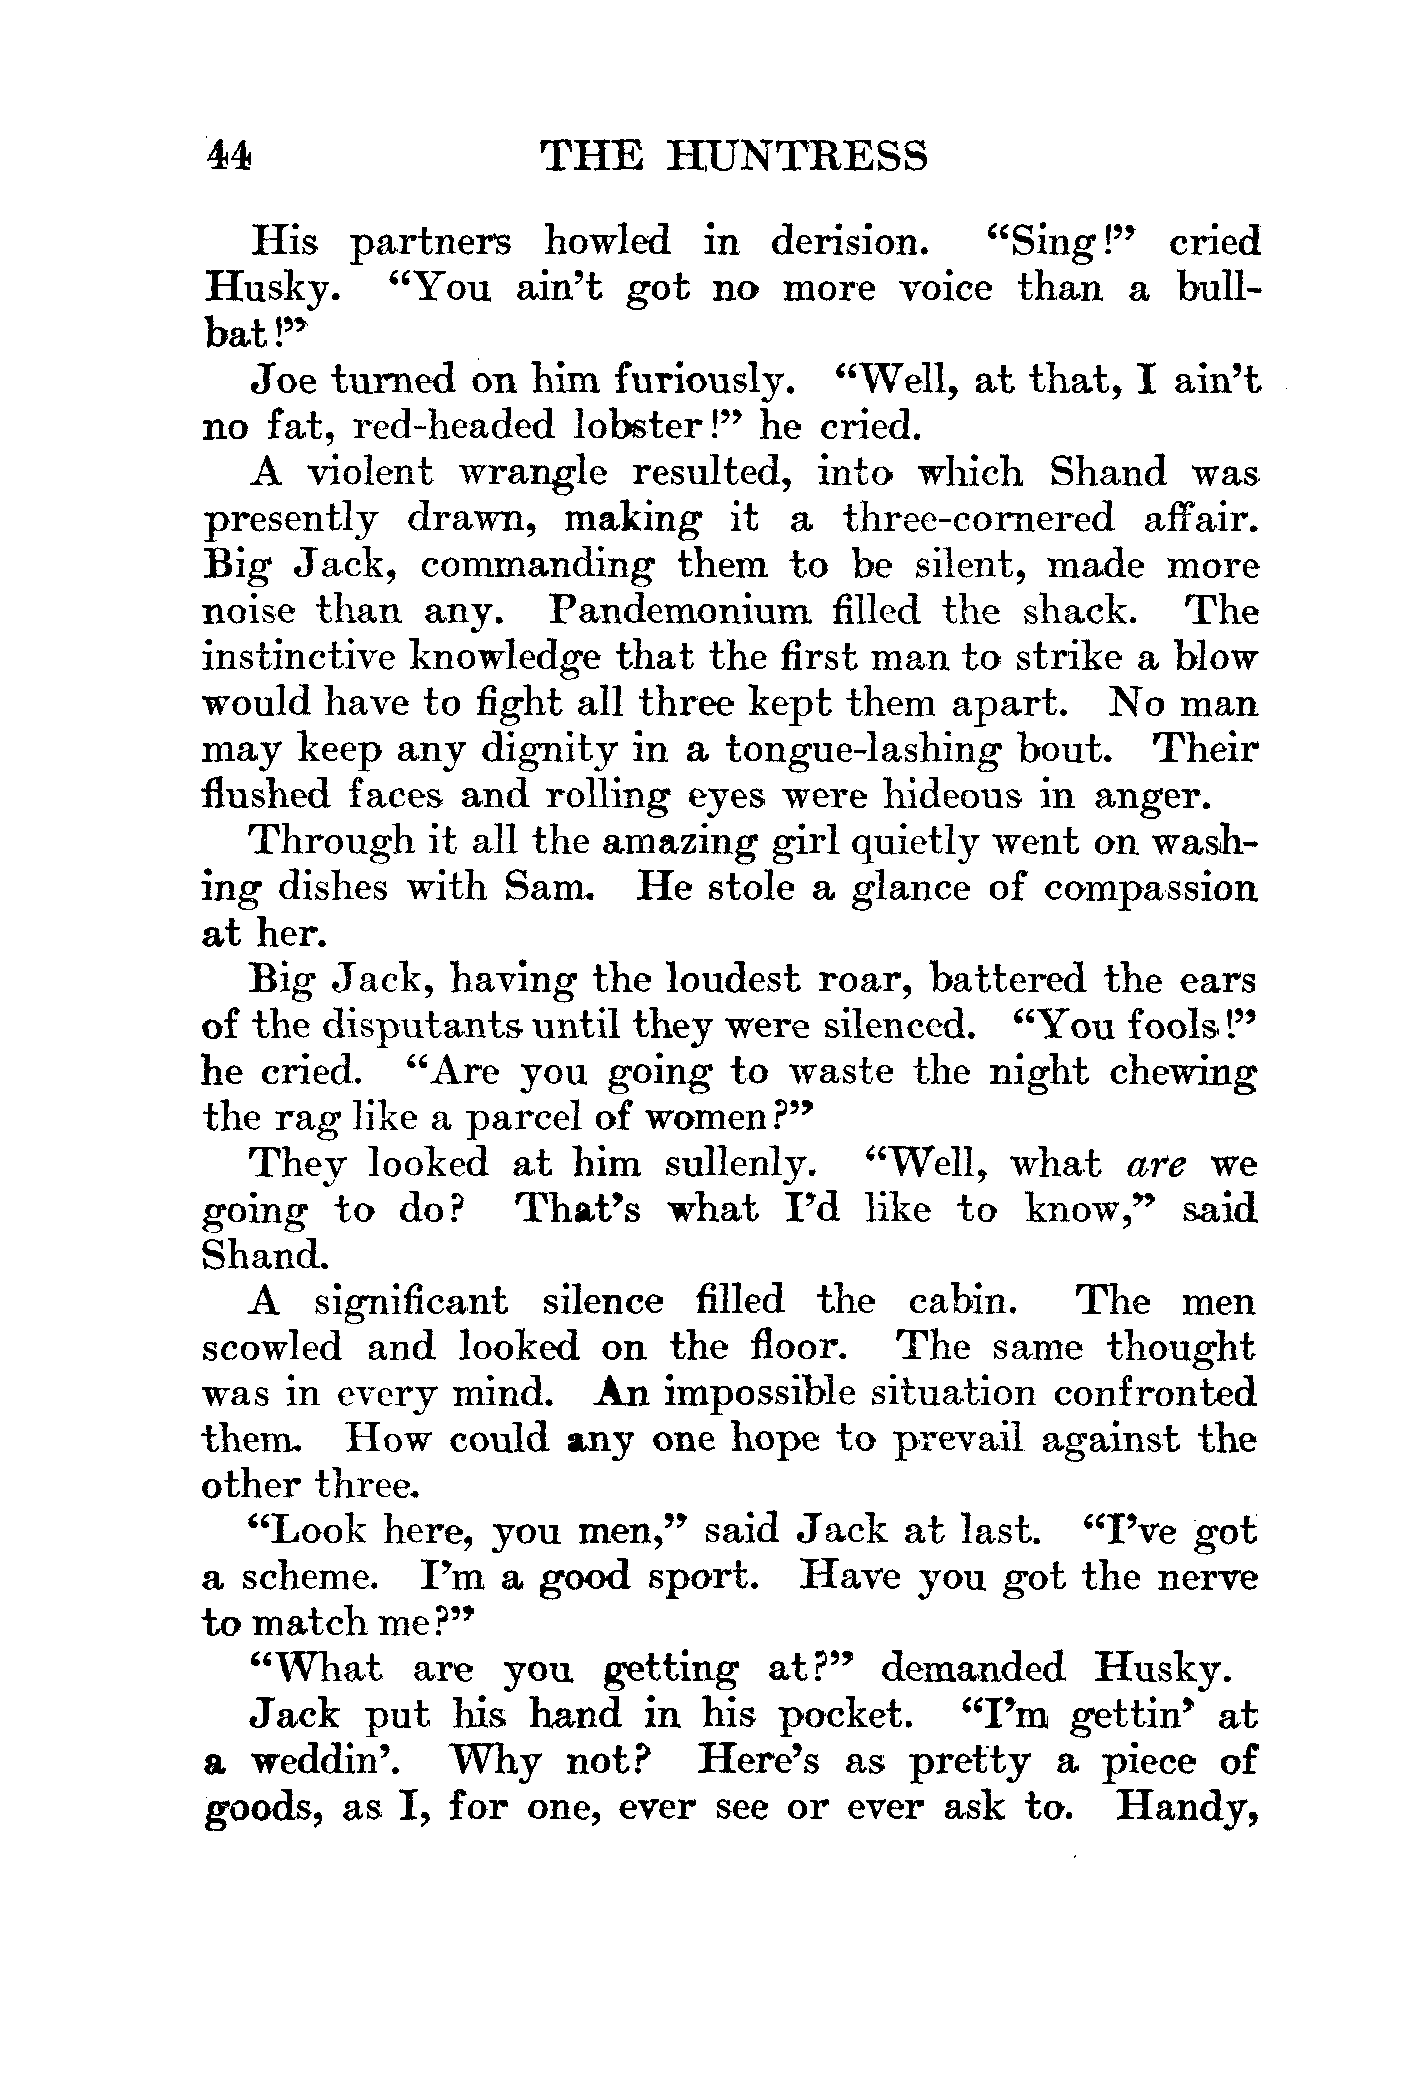 44 THE HUNTRESS
His partners howled in derision. “Sing!” cried
Husky. “You ain’t got no more voice than a bull-
bat!”
Joe turned on him furiously. “Well, at that, I ain’t
no fat, red-headed lobster!” he cried.
A violent wrangle resulted, into which Shand was
presently drawn, making it a three-cornered affair.
Big Jack, commanding them to be silent, made more
noise than any. Pandemonium filled the shack. The
instinctive knowledge that the first man to strike a blow
would have to fight all three kept them apart. No man
may keep any dignity in a tongue-lashing bout. Their
flushed faces and rolling eyes were hideous in anger.
Through it all the amazing girl quietly went on wash-
ing dishes with Sam. He stole a glance of compassion
at her.
Big Jack, having the loudest roar, battered the ears
of the disputants until they were silenced. “You fools!”
he cried. “Are you going to waste the night chewing
the rag like a parcel of women?”
They looked at him sullenly. “Well, what are we
going to do? That’s what I’d like to know,” said
Shand.
A significant silence filled the cabin. The men
scowled and looked on the floor. The same thought
was in every mind. An impossible situation confronted
them. How could any one hope to prevail against the
other three.
“Look here, you men,” said Jack at last. “I’ve got
a scheme. I’m a good sport. Have you got the nerve
to match me?”
“What are you getting at?” demanded Husky.
Jack put his hand in his pocket. “I’m gettin’ at
a weddin’. Why not? Here’s as pretty a piece of
goods, as I, for one, ever see or ever ask to. Handy,